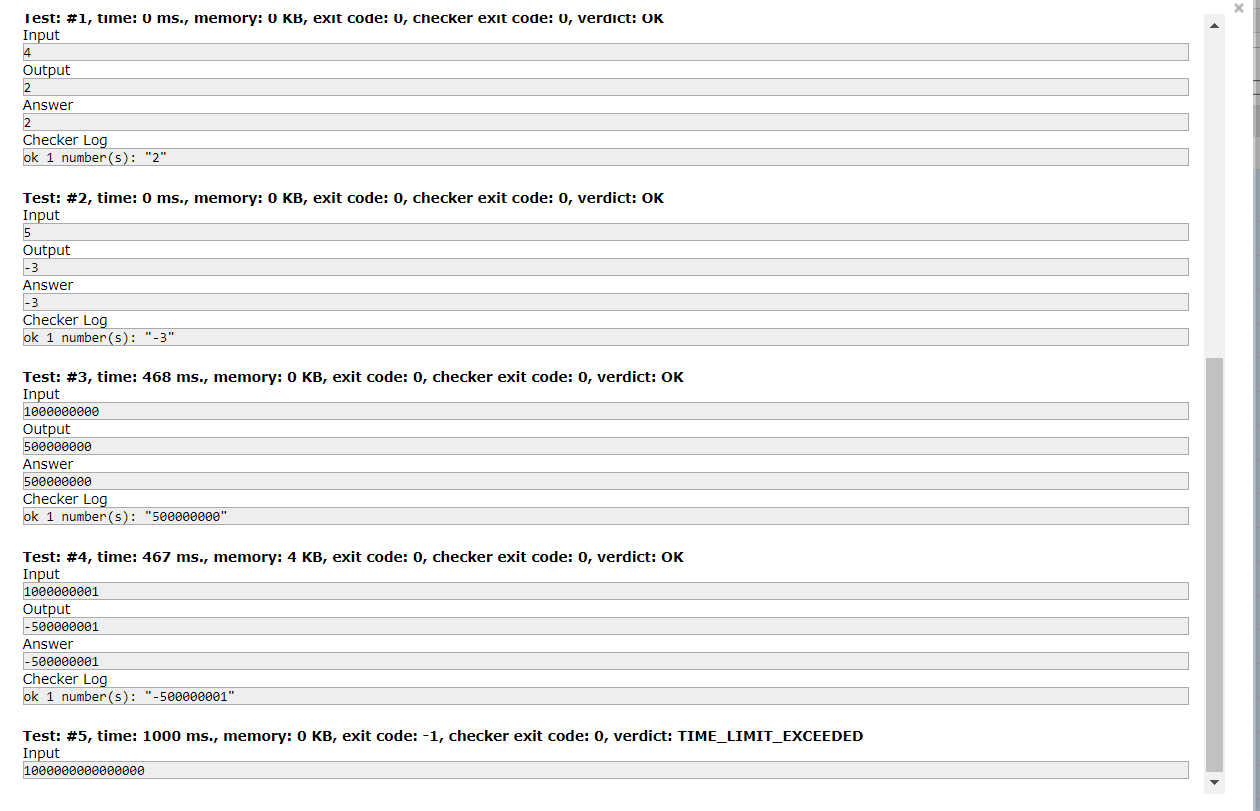 Test: #1, time: 0 ms., memory: 0 KB, exit code: 0, checker exit code: 0, verdict: OK
Input
4
Output
2
Answer
2
Checker Log
ok 1 number(s): "2"
Test: #2, time: 0 ms., memory: 0 KB, exit code: 0, checker exit code: 0, verdict: OK
Input
5
Output
-3
Answer
-3
Checker Log
ok 1 number(s): "-3"
Test: #3, time: 468 ms., memory: 0 KB, exit code: 0, checker exit code: 0, verdict: OK
Input
1000000000
Output
500000000
Answer
500000000
Checker Log
ok 1 number(s): "500000000"
Test: #4, time: 467 ms., memory: 4 KB, exit code: 0, checker exit code: 0, verdict: OK
Input
1000000001
Output
-500000001
Answer
-500000001
Checker Log
ok 1 number(s): "-500000001"
Test: #5, time: 1000 ms., memory: 0 KB, exit code: -1, checker exit code: 0, verdict: TIME_LIMIT_EXCEEDED
Input
1000000000000000